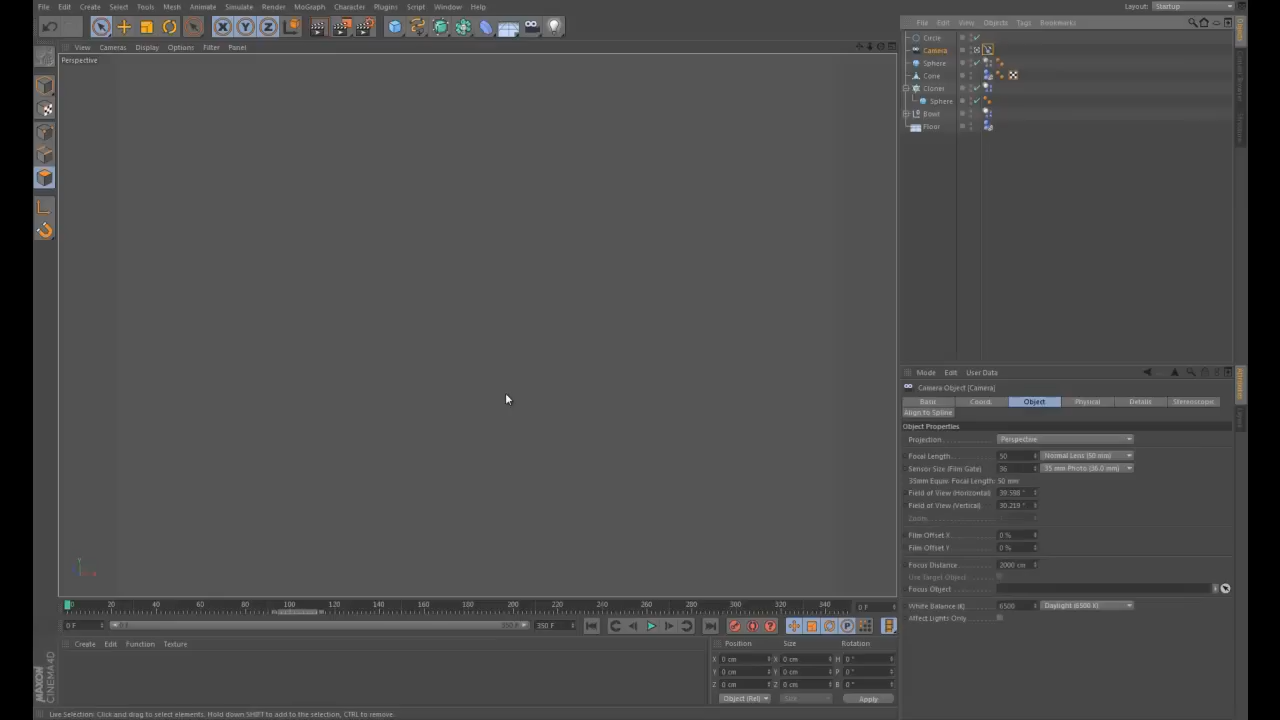 File Edit Create Select Tools Mesh Animate Simulate Render MoGraph Character Plugins Script Window Help
Layout: Startup
View Cameras Display Options Filter Panel
Perspective
File Edit View Objects Tags Bookmarks
Circle
Camera
Sphere
Cone
Cloner
Sphere
Bowl
Floor
Mode Edit User Data
Camera Object [Camera]
Basic Coord. Object Physical Details Stereoscopic
Align to Spline
Object Properties
Projection Perspective
Focal Length 50 Normal Lens (50 mm)
Sensor Size (Film Gate) 36 35 mm Photo (36.0 mm)
35mm Equiv. Focal Length: 50 mm
Field of View (Horizontal) 39.598 °
Field of View (Vertical) 30.219 °
Film Offset X 0 %
Film Offset Y 0 %
Focus Distance 2000 cm
Use Target Object
Focus Object
White Balance (K) 6500 Daylight (6500 K)
Affect Lights Only
Y
X
0 20 40 60 80 100 120 140 160 180 200 220 240 260 280 300 320 340 0 F
0 F 350 F 350 F
Create Edit Function Texture
Position Size Rotation
X 0 cm X 0 cm H 0 °
Y 0 cm Y 0 cm P 0 °
Z 0 cm Z 0 cm B 0 °
Object (Rel) Size Apply
MAXON
CINEMA 4D
Live Selection: Click and drag to select elements. Hold down SHIFT to add to the selection, CTRL to remove.